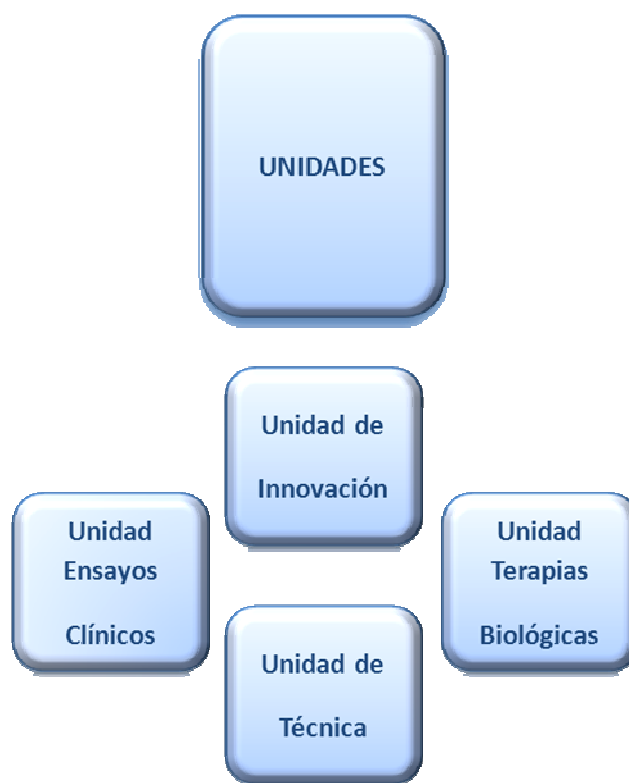 UNIDADES
Unidad de
Innovación
Unidad
Ensayos
Clínicos
Unidad
Terapias
Biológicas
Unidad de
Técnica